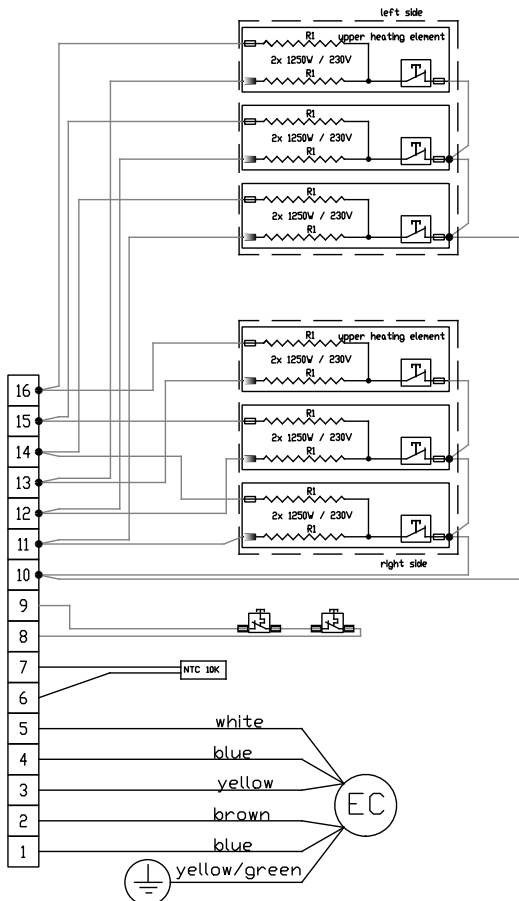 left side
R1 upper heating element
2x 1250W / 230V
R1
R1
2x 1250W / 230V
R1
R1
2x 1250W / 230V
R1
R1 upper heating element
2x 1250W / 230V
R1
R1
2x 1250W / 230V
R1
R1
2x 1250W / 230V
R1
right side
16
15
14
13
12
11
10
9
8
7
NTC 10K
6
5 white
4 blue
3 yellow
EC
2 brown
1 blue
yellow/green